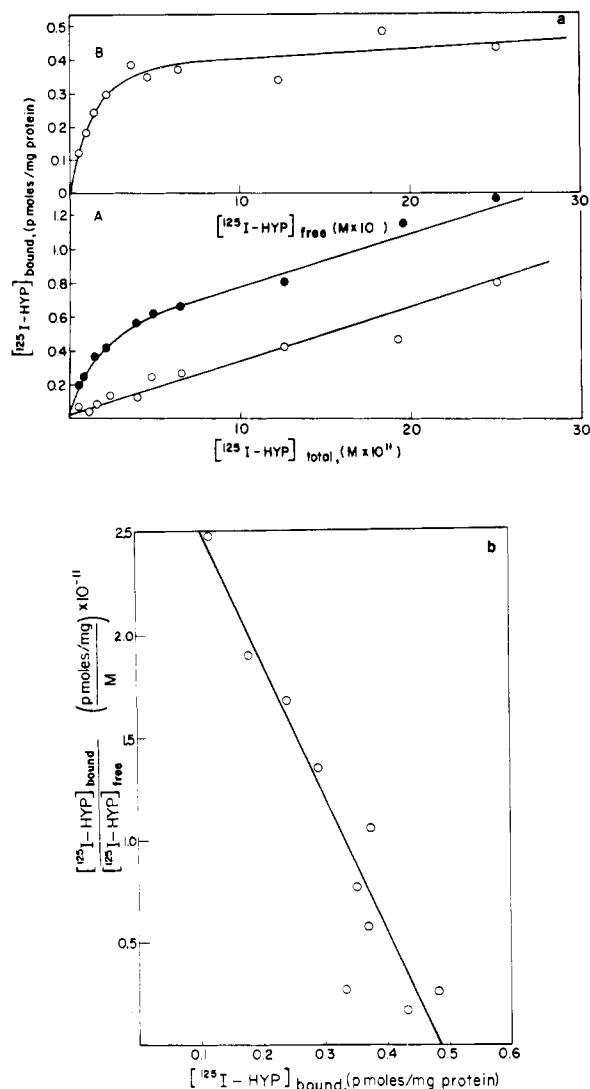 a
B
0.5
0.4
0.3
0.2
0.1
0
10
20
30
[¹²⁵I-HYP] free (M×10 )
[¹²⁵I-HYP] bound, (pmoles/mg protein)
A
1.2
1.0
0.8
0.6
0.4
0.2
0
10
20
30
[¹²⁵I-HYP] total, (M×10¹¹)
b
2.5
2.0
1.5
1.0
0.5
[¹²⁵I-HYP] bound
[¹²⁵I-HYP] free
(pmoles/mg) ×10⁻¹¹
M
0.1 0.2 0.3 0.4 0.5 0.6
[¹²⁵I-HYP] bound, (pmoles/mg protein)